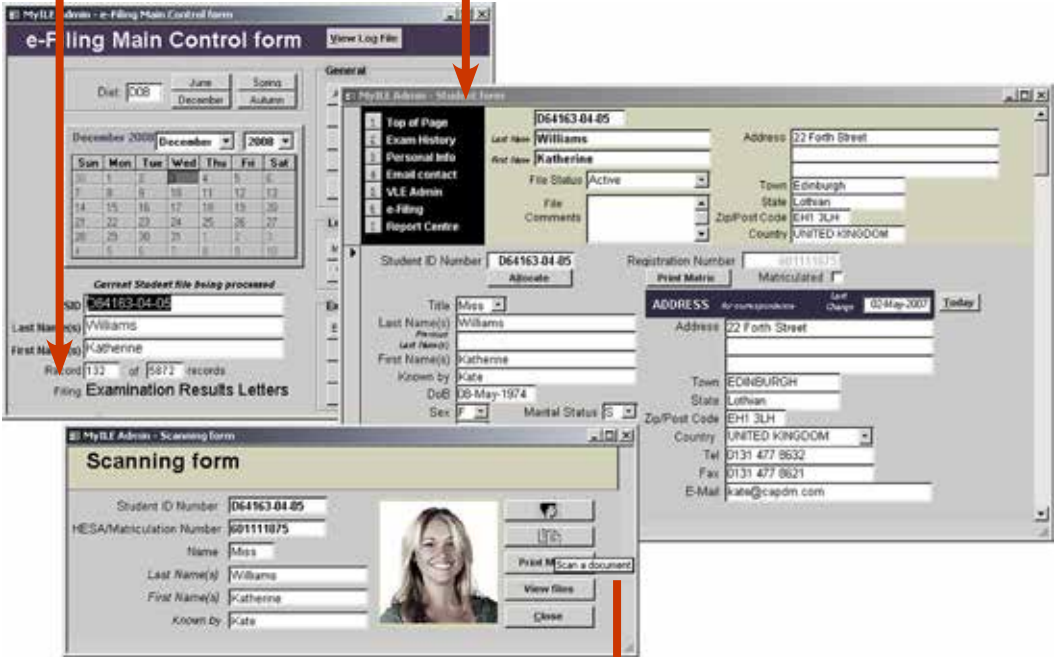 MyILE Admin - e-Filing Main Control form
e-Filing Main Control form
View Log File
General
Diet D08
June
Spring
December
Autumn
December 2008
December
2008
Sun Mon Tue Wed Thu Fri Sat
30 1 2 3 4 5 6
7 8 9 10 11 12 13
14 15 16 17 18 19 20
21 22 23 24 25 26 27
28 29 30 31 1 2 3
4 5 6 7 8 9 10
Current Student file being processed
SID D64163-04-05
Last Name(s) Williams
First Name(s) Katherine
Record 132 of 5872 records
Filing Examination Results Letters
MyILE Admin - Student form
1 Top of Page
2 Exam History
3 Personal Info
4 Email contact
5 VLE Admin
6 e-Filing
Report Centre
D64163-04-05
Last Name Williams
First Name Katherine
File Status Active
File
Comments
Address 22 Forth Street
Town Edinburgh
State Lothian
Zip/Post Code EH1 3LH
Country UNITED KINGDOM
Student ID Number D64163-04-05
Allocate
Registration Number 601111875
Print Matric
Matriculated
Title Miss
Last Name(s) Williams
Previous
Last Name(s)
First Name(s) Katherine
Known by Kate
DoB 08-May-1974
Sex F
Marital Status S
ADDRESS for correspondence
Last
Change
02-May-2007
Today
Address 22 Forth Street
Town EDINBURGH
State Lothian
Zip/Post Code EH1 3LH
Country UNITED KINGDOM
Tel 0131 477 8632
Fax 0131 477 8621
E-Mail kate@capdm.com
MyILE Admin - Scanning form
Scanning form
Student ID Number D64163-04-05
HESA/Matriculation Number 601111875
Name Miss
Last Name(s) Williams
First Name(s) Katherine
Known by Kate
Print M
Scan a document
View files
Close